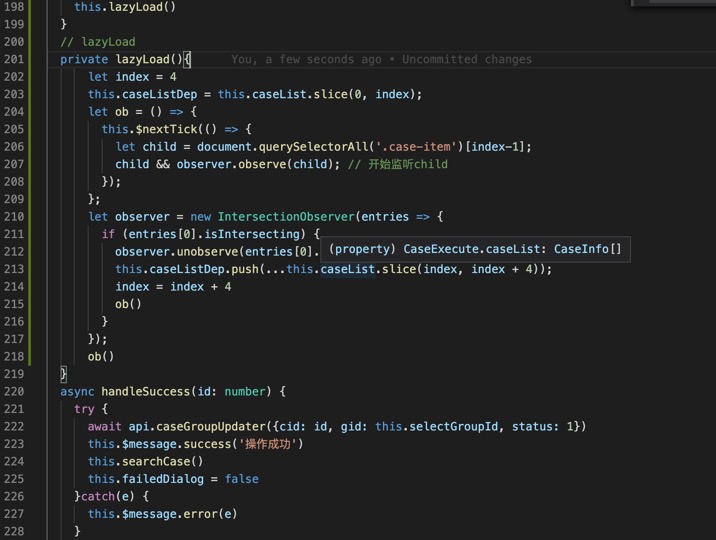 198 this.lazyLoad()
199 }
200 // lazyLoad
201 private lazyLoad(){ You, a few seconds ago • Uncommitted changes
202 let index = 4
203 this.caseListDep = this.caseList.slice(0, index);
204 let ob = () => {
205 this.$nextTick(() => {
206 let child = document.querySelectorAll('.case-item')[index-1];
207 child && observer.observe(child); // 开始监听child
208 });
209 };
210 let observer = new IntersectionObserver(entries => {
211 if (entries[0].isIntersecting) {
212 observer.unobserve(entries[0].
(property) CaseExecute.caseList: CaseInfo[]
213 this.caseListDep.push(...this.caseList.slice(index, index + 4));
214 index = index + 4
215 ob()
216 }
217 });
218 ob()
219 }
220 async handleSuccess(id: number) {
221 try {
222 await api.caseGroupUpdater({cid: id, gid: this.selectGroupId, status: 1})
223 this.$message.success('操作成功')
224 this.searchCase()
225 this.failedDialog = false
226 }catch(e) {
227 this.$message.error(e)
228 }